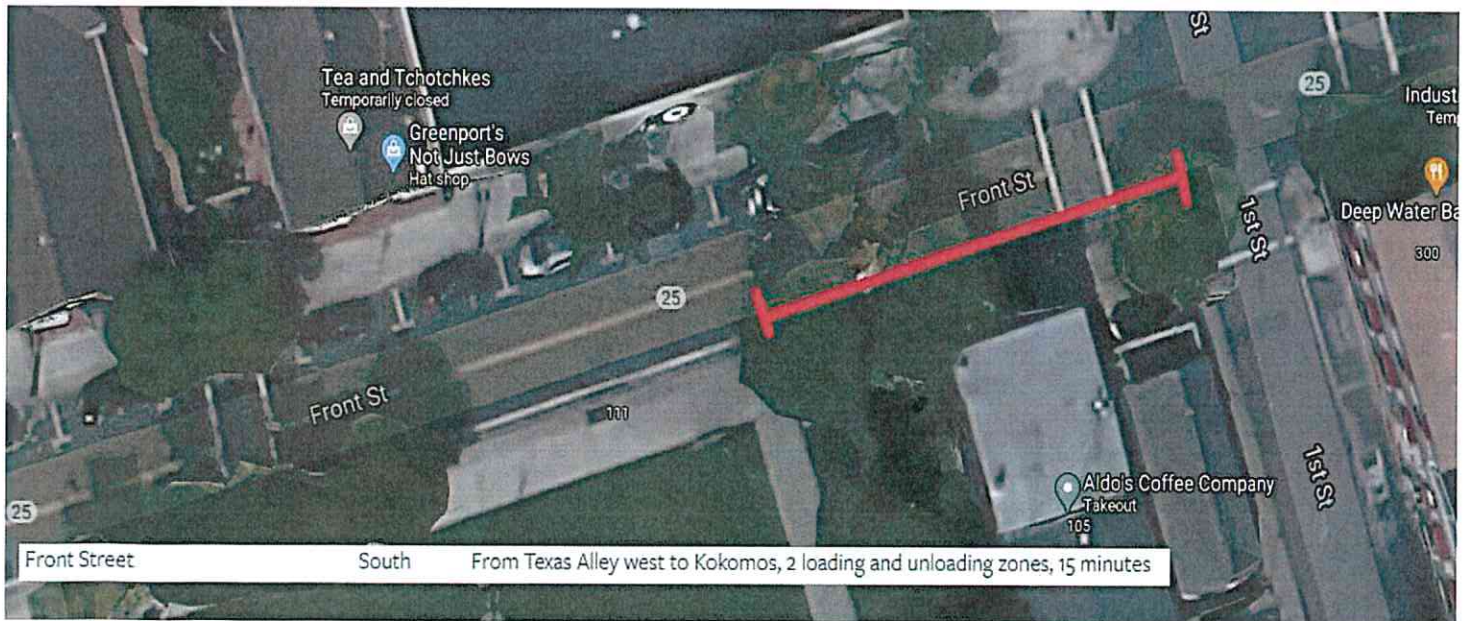 St
25
Tea and Tchotchkes
Temporarily closed
Greenport's
Not Just Bows
Hat shop
Indust
Tem
Front St
Deep Water Ba
1st St
300
25
Front St
111
1st St
Aldo's Coffee Company
Takeout
105
25
Front Street South From Texas Alley west to Kokomos, 2 loading and unloading zones, 15 minutes